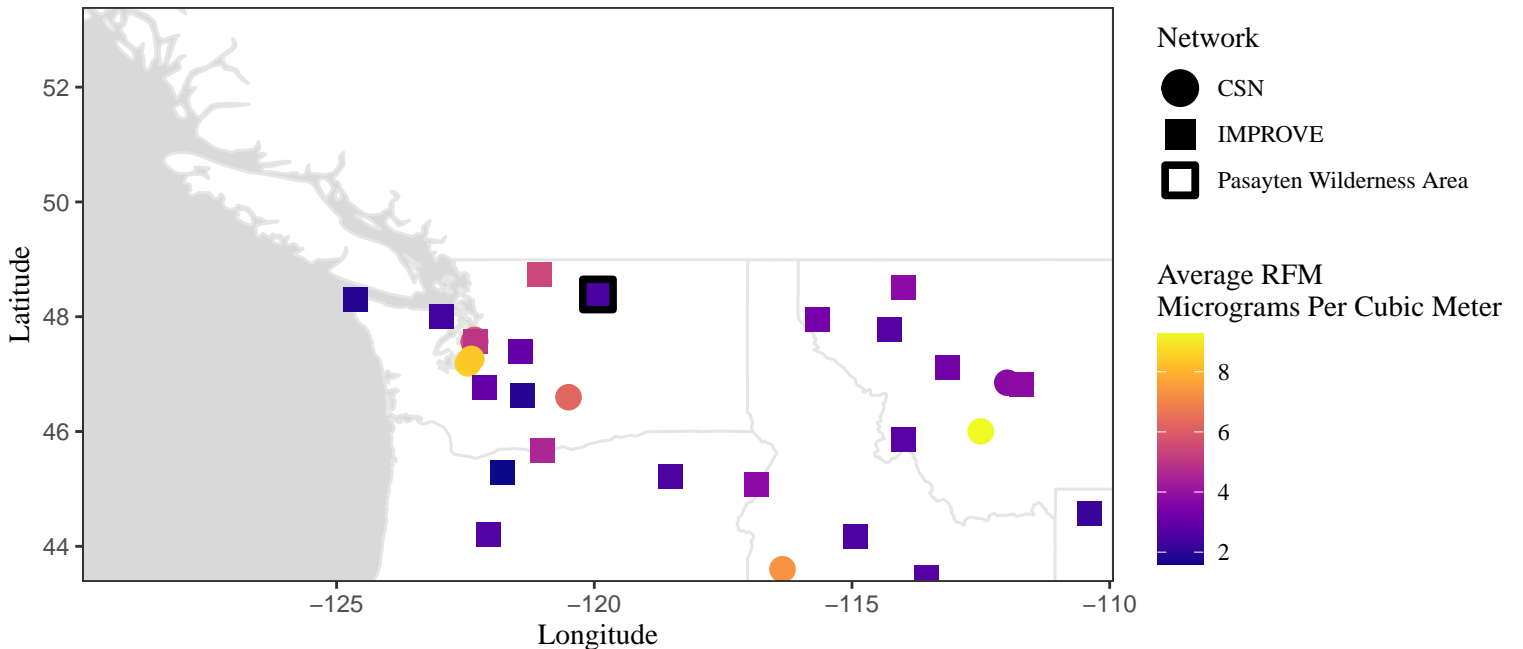 52
50
48
46
44
Latitude
−125
−120
−115
−110
Longitude
Network
CSN
IMPROVE
Pasayten Wilderness Area
Average RFM
Micrograms Per Cubic Meter
8
6
4
2